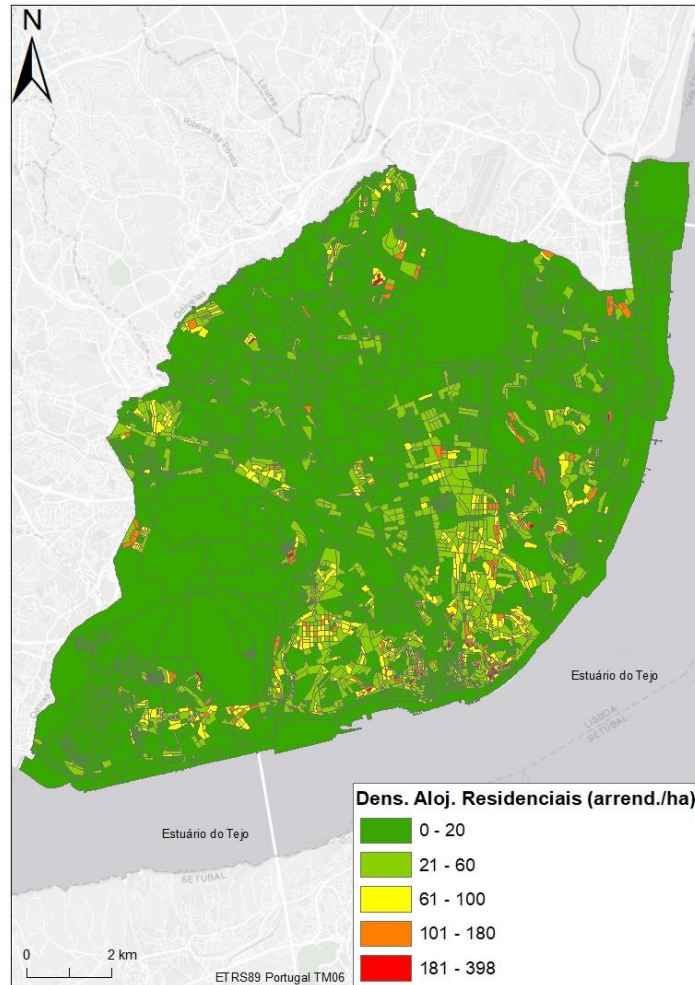 N
Loures
Ribeira da Póvoa
Odivelas
Oeiras
Estuário do Tejo
LISBOA
SETÚBAL
Estuário do Tejo
SETÚBAL
Dens. Aloj. Residenciais (arrend./ha)
0 - 20
21 - 60
61 - 100
101 - 180
181 - 398
0 2 km
ETRS89 Portugal TM06